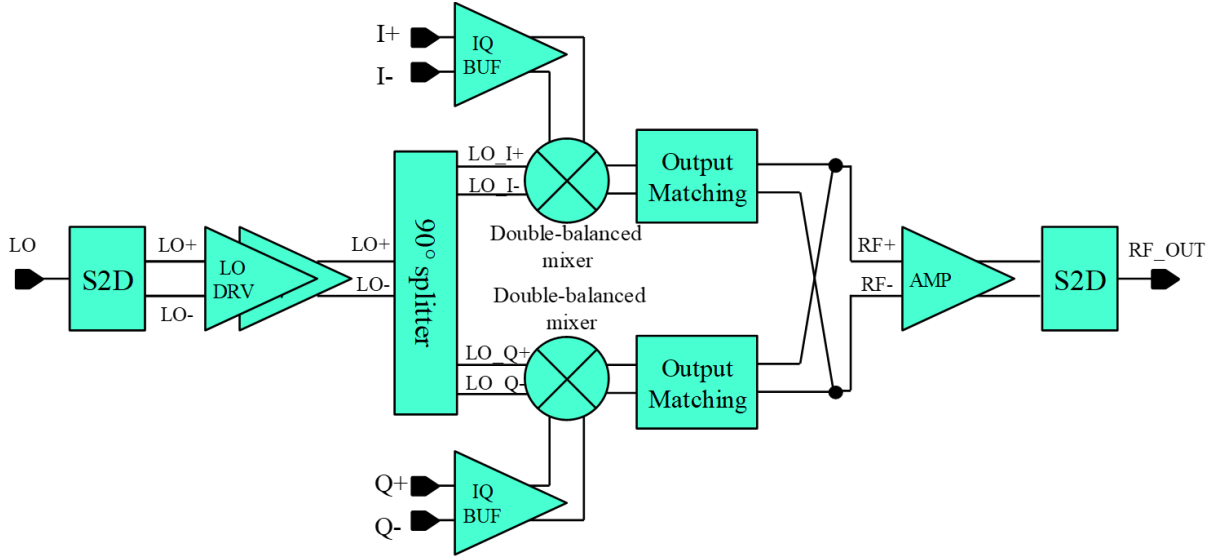 I+
I-
IQ
BUF
LO_I+
LO_I-
Output
Matching
Double-balanced
mixer
LO
S2D
LO+
LO-
LO
DRV
LO+
LO-
90° splitter
RF+
RF-
AMP
S2D
RF_OUT
Double-balanced
mixer
LO_Q+
LO_Q-
Output
Matching
Q+
Q-
IQ
BUF